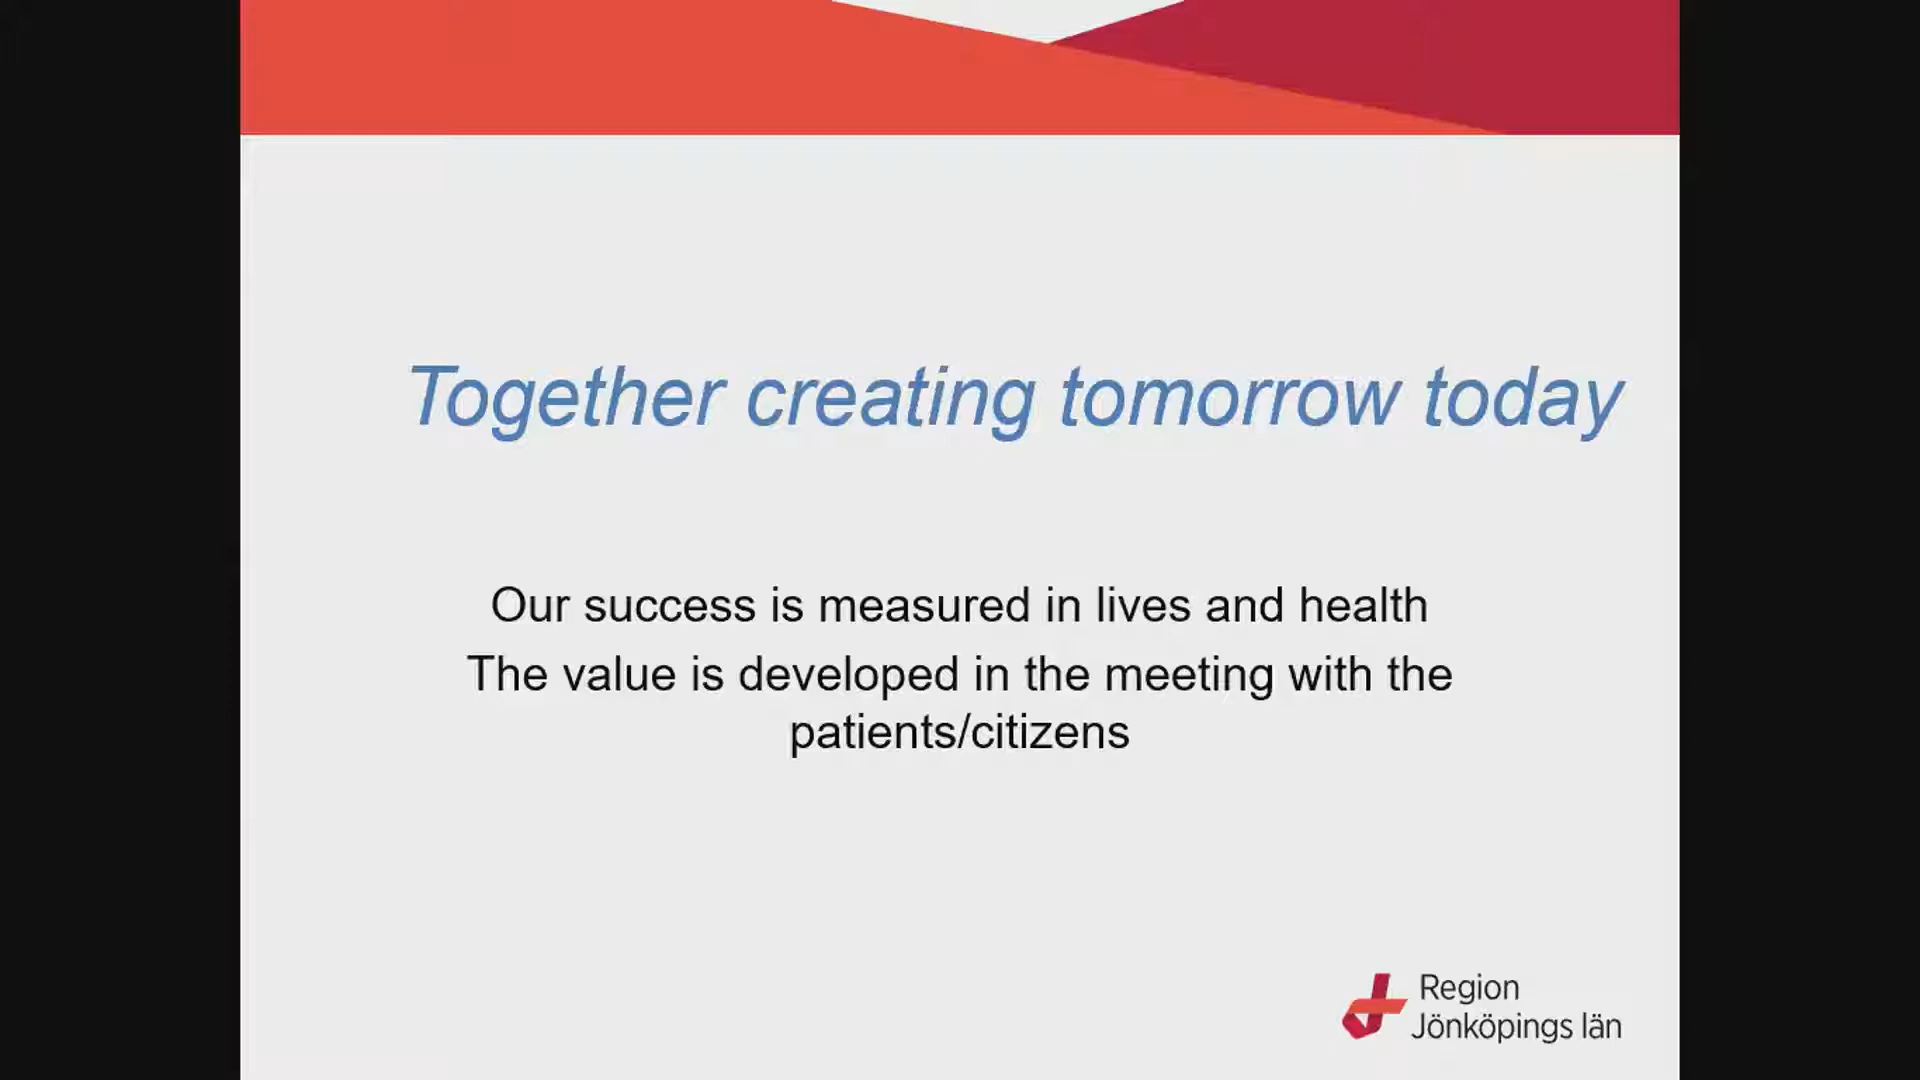 Together creating tomorrow today
Our success is measured in lives and health
The value is developed in the meeting with the
patients/citizens
Region
Jönköpings län